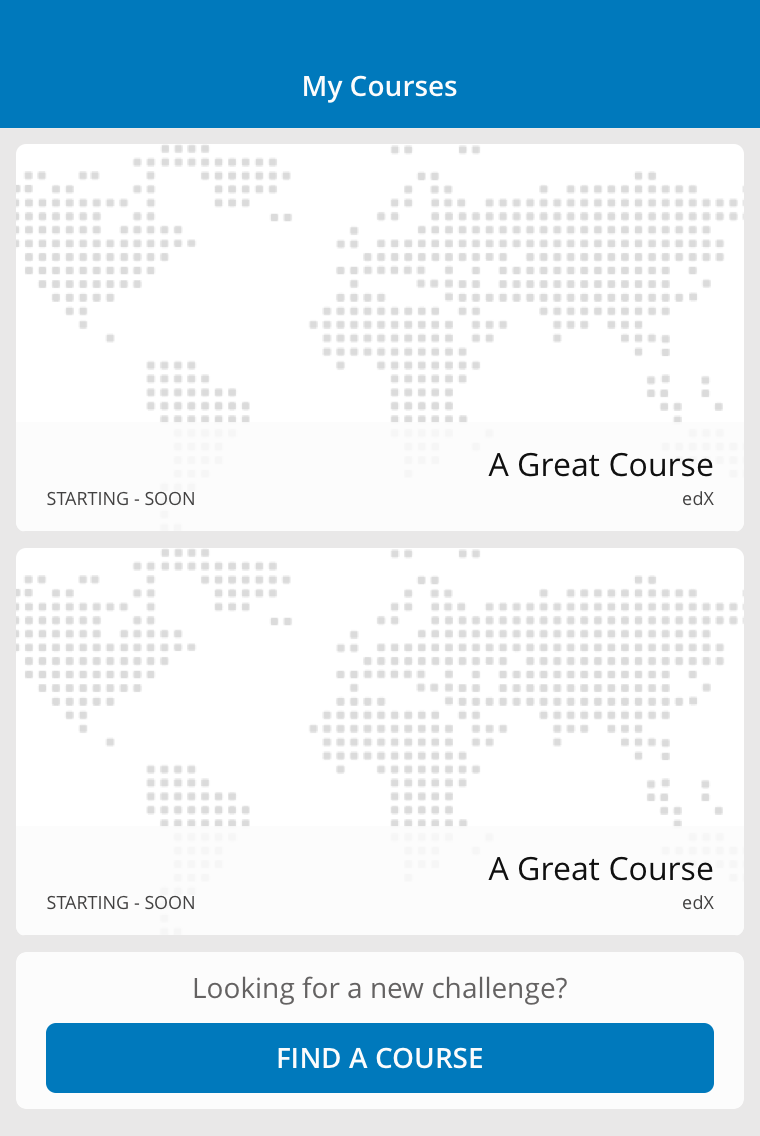 My Courses
A Great Course
STARTING - SOON edX
A Great Course
STARTING - SOON edX
Looking for a new challenge?
FIND A COURSE